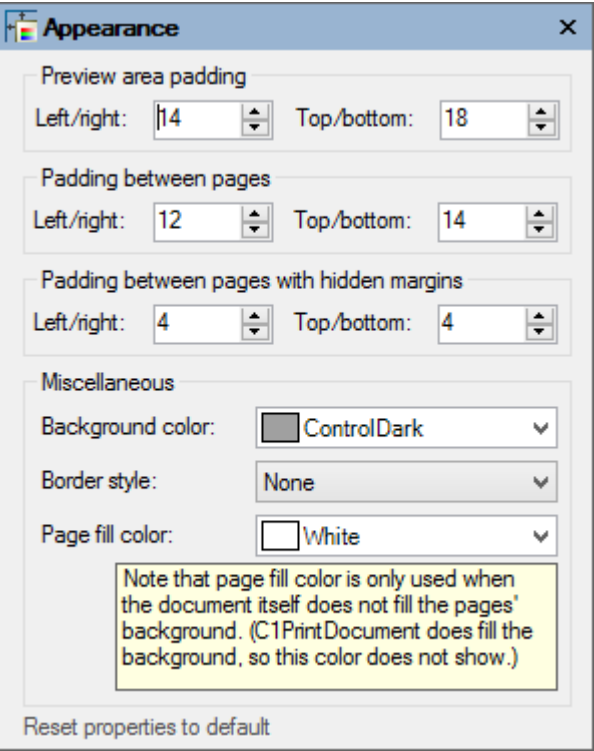 Appearance
Preview area padding
Left/right: 14 Top/bottom: 18
Padding between pages
Left/right: 12 Top/bottom: 14
Padding between pages with hidden margins
Left/right: 4 Top/bottom: 4
Miscellaneous
Background color: ControlDark
Border style: None
Page fill color: White
Note that page fill color is only used when
the document itself does not fill the pages'
background. (C1PrintDocument does fill the
background, so this color does not show.)
Reset properties to default